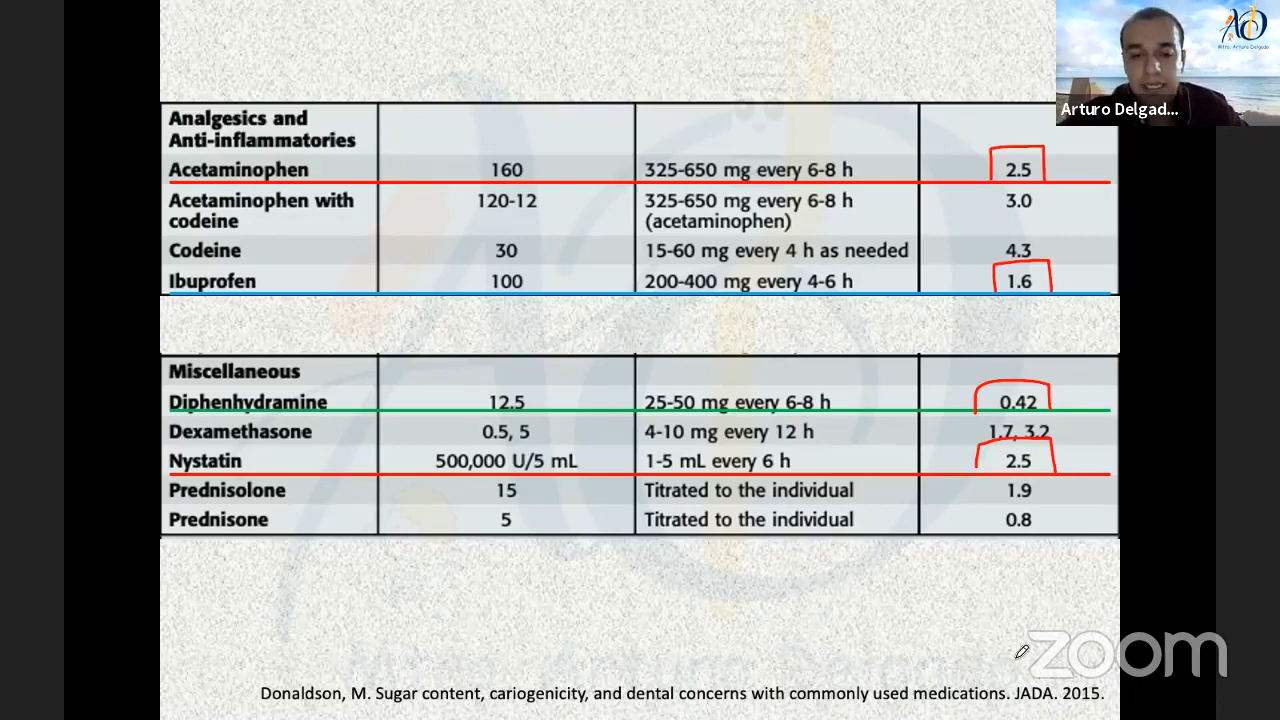 Mtro. Arturo Delgado
Arturo Delgad...
Analgesics and
Anti-inflammatories
Acetaminophen 160 325-650 mg every 6-8 h 2.5
Acetaminophen with 120-12 325-650 mg every 6-8 h 3.0
codeine (acetaminophen)
Codeine 30 15-60 mg every 4 h as needed 4.3
Ibuprofen 100 200-400 mg every 4-6 h 1.6
Miscellaneous
Diphenhydramine 12.5 25-50 mg every 6-8 h 0.42
Dexamethasone 0.5, 5 4-10 mg every 12 h 1.7, 3.2
Nystatin 500,000 U/5 mL 1-5 mL every 6 h 2.5
Prednisolone 15 Titrated to the individual 1.9
Prednisone 5 Titrated to the individual 0.8
zoom
Donaldson, M. Sugar content, cariogenicity, and dental concerns with commonly used medications. JADA. 2015.